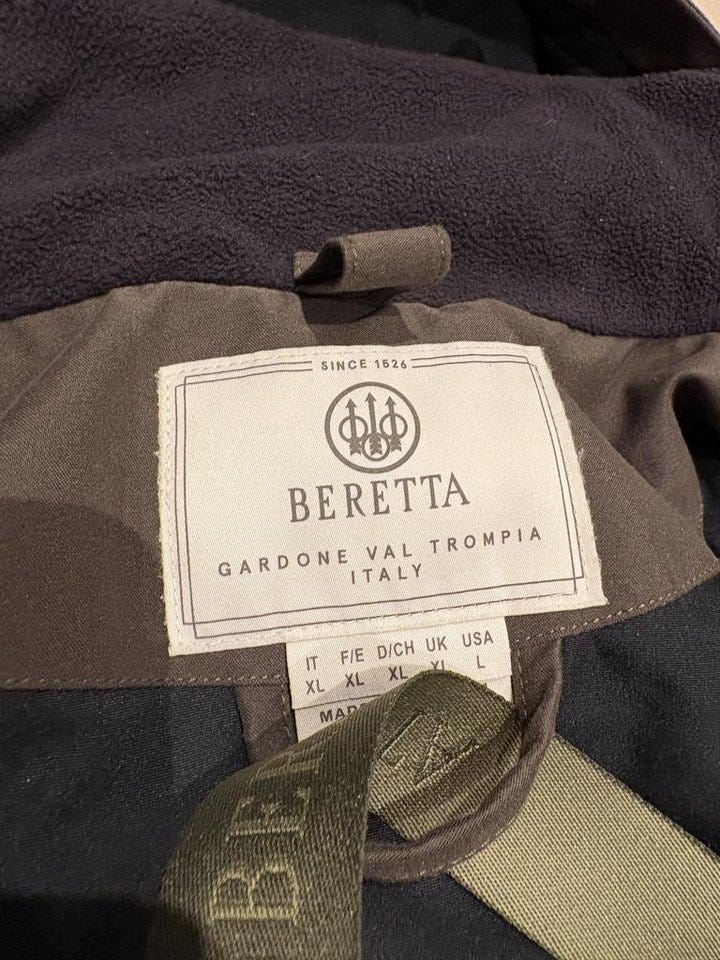 SINCE 1526
BERETTA
GARDONE VAL TROMPIA
ITALY
IT F/E D/CH UK USA
XL XL XL XL L